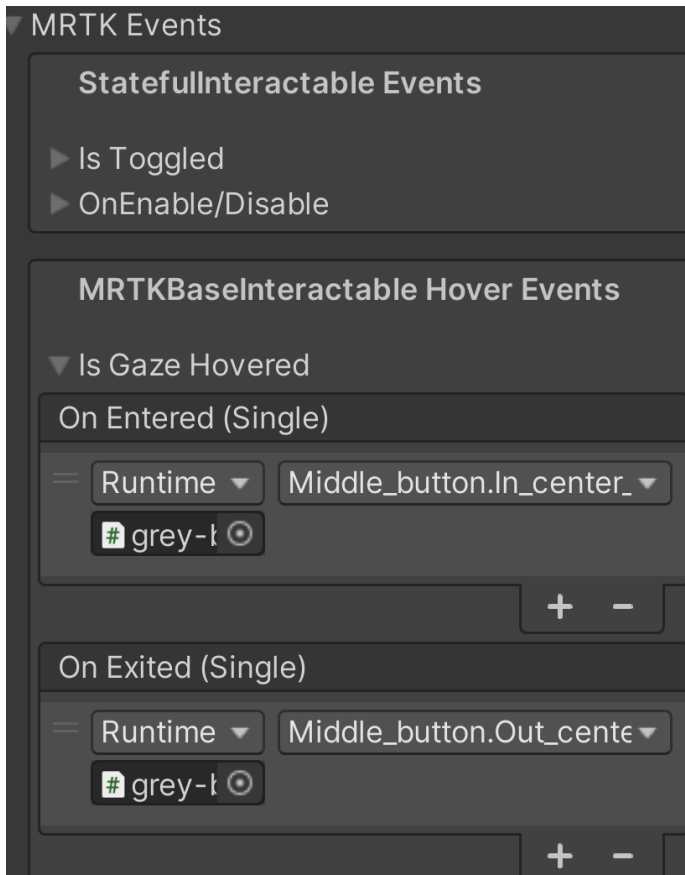 MRTK Events
StatefulInteractable Events
Is Toggled
OnEnable/Disable
MRTKBaseInteractable Hover Events
Is Gaze Hovered
On Entered (Single)
Runtime Middle_button.In_center_
# grey-b
+ −
On Exited (Single)
Runtime Middle_button.Out_cente
# grey-b
+ −